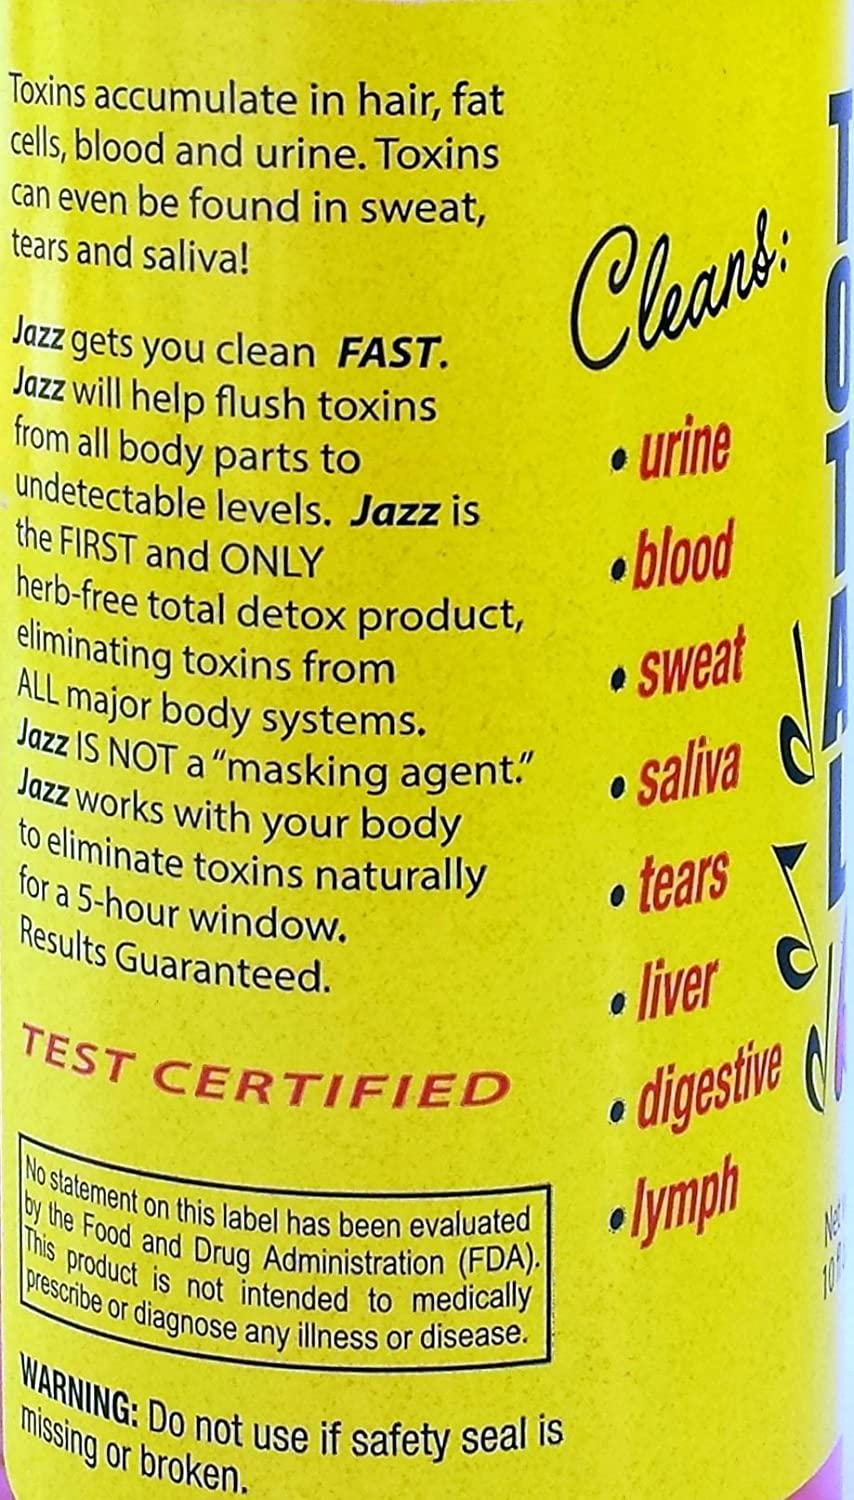 Toxins accumulate in hair, fat
cells, blood and urine. Toxins
can even be found in sweat,
tears and saliva!
Jazz gets you clean FAST.
Jazz will help flush toxins
from all body parts to
undetectable levels. Jazz is
the FIRST and ONLY
herb-free total detox product,
eliminating toxins from
ALL major body systems.
Jazz IS NOT a "masking agent."
Jazz works with your body
to eliminate toxins naturally
for a 5-hour window.
Results Guaranteed.
TEST CERTIFIED
No statement on this label has been evaluated
by the Food and Drug Administration (FDA).
This product is not intended to medically
prescribe or diagnose any illness or disease.
WARNING: Do not use if safety seal is
missing or broken.
Cleans:
• urine
• blood
• sweat
• saliva
• tears
• liver
• digestive
• lymph
TOTAL